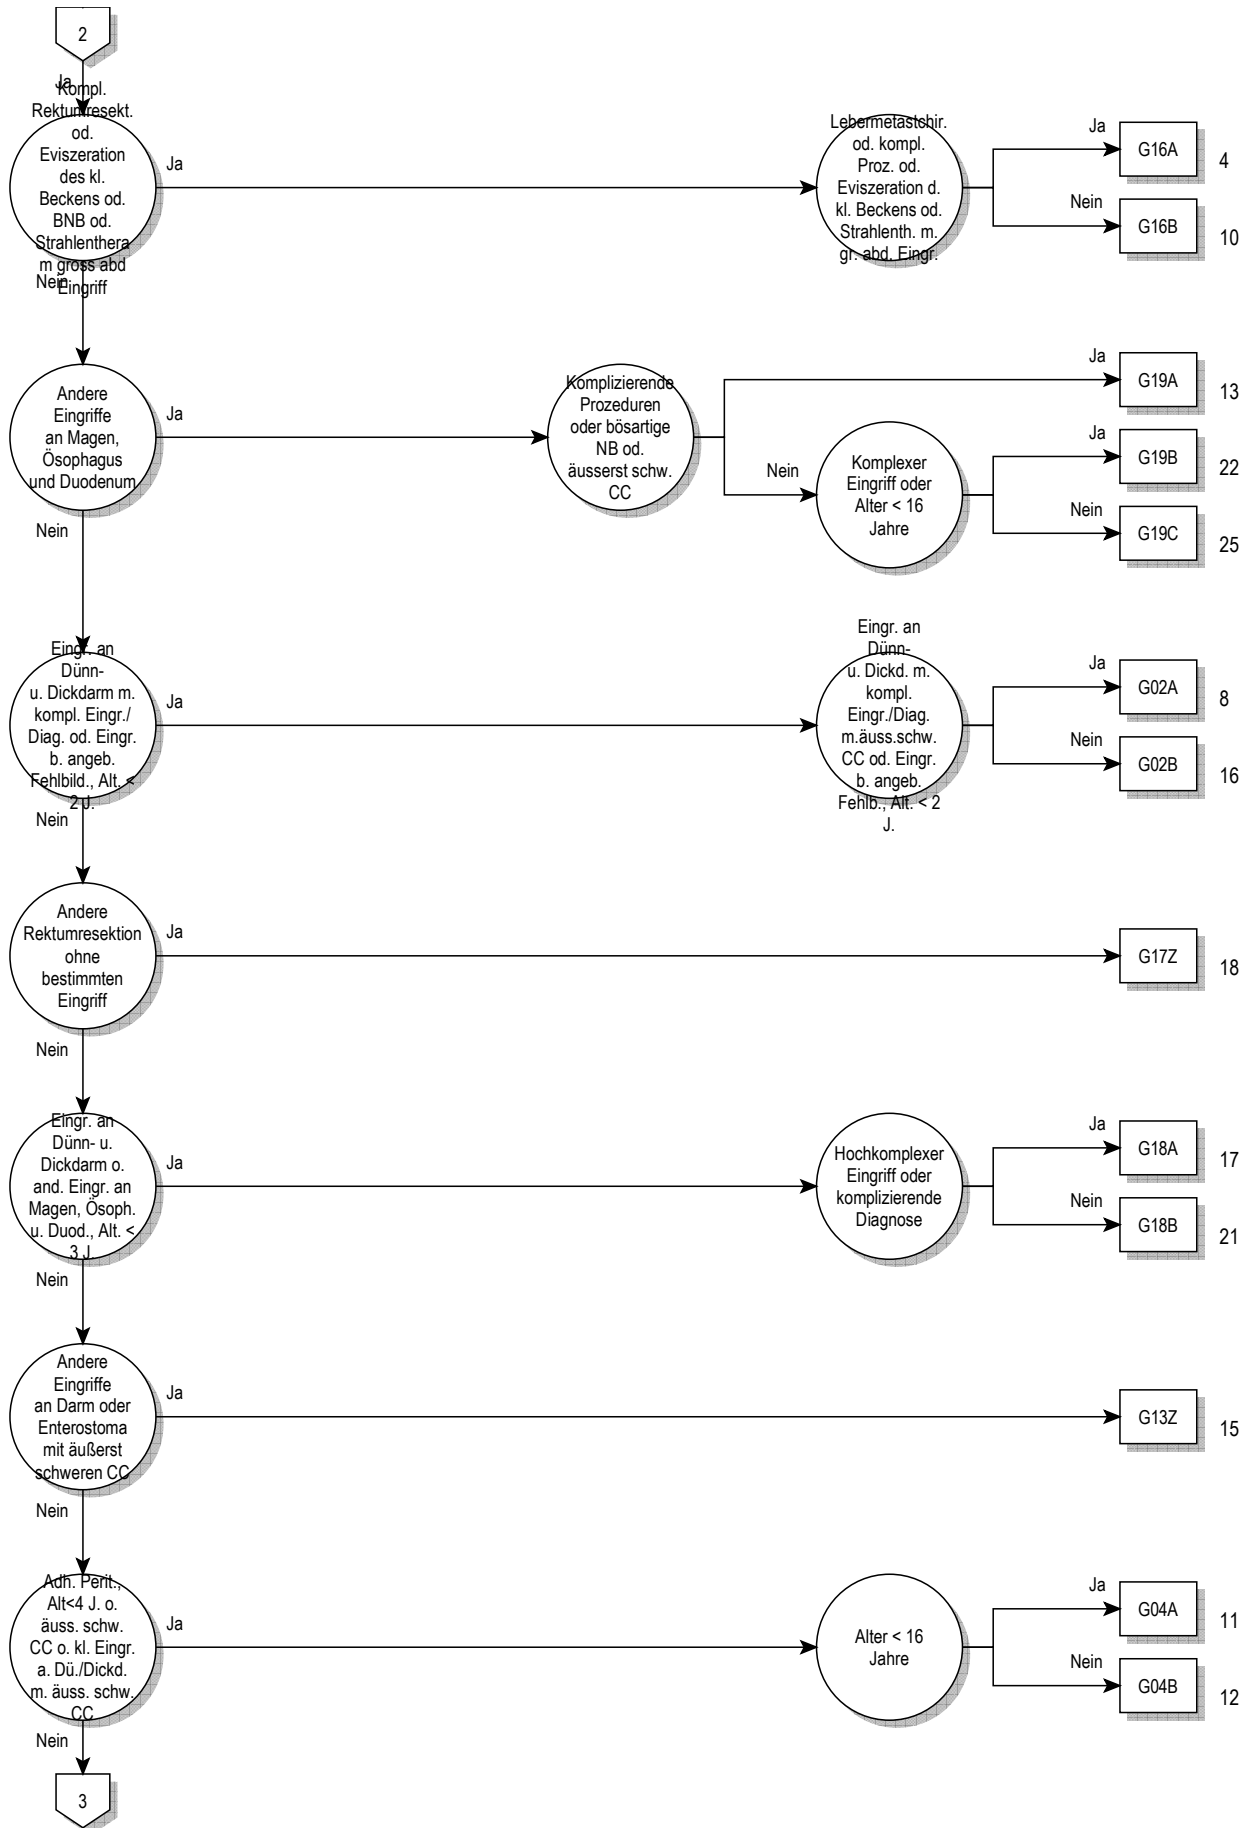 2
Ja
Kompl.
Rektumresekt.
od.
Eviszeration
des kl.
Beckens od.
BNB od.
Strahlenthera
m gross abd
Eingriff
Ja
Lebermetastchir.
od. kompl.
Proz. od.
Eviszeration d.
kl. Beckens od.
Strahlenth. m.
gr. abd. Eingr.
Ja
G16A
4
Nein
G16B
10
Nein
Andere
Eingriffe
an Magen,
Ösophagus
und Duodenum
Ja
Komplizierende
Prozeduren
oder bösartige
NB od.
äusserst schw.
CC
Ja
G19A
13
Nein
Komplexer
Eingriff oder
Alter < 16
Jahre
Ja
G19B
22
Nein
G19C
25
Nein
Eingr. an
Dünn-
u. Dickdarm m.
kompl. Eingr./
Diag. od. Eingr.
b. angeb.
Fehlbild., Alt. <
2 J.
Ja
Eingr. an
Dünn-
u. Dickd. m.
kompl.
Eingr./Diag.
m.äuss.schw.
CC od. Eingr.
b. angeb.
Fehlb., Alt. < 2
J.
Ja
G02A
8
Nein
G02B
16
Nein
Andere
Rektumresektion
ohne
bestimmten
Eingriff
Ja
G17Z
18
Nein
Eingr. an
Dünn- u.
Dickdarm o.
and. Eingr. an
Magen, Ösoph.
u. Duod., Alt. <
3 J.
Ja
Hochkomplexer
Eingriff oder
komplizierende
Diagnose
Ja
G18A
17
Nein
G18B
21
Nein
Andere
Eingriffe
an Darm oder
Enterostoma
mit äußerst
schweren CC
Ja
G13Z
15
Nein
Adh. Perit.,
Alt<4 J. o.
äuss. schw.
CC o. kl. Eingr.
a. Dü./Dickd.
m. äuss. schw.
CC
Ja
Alter < 16
Jahre
Ja
G04A
11
Nein
G04B
12
Nein
3